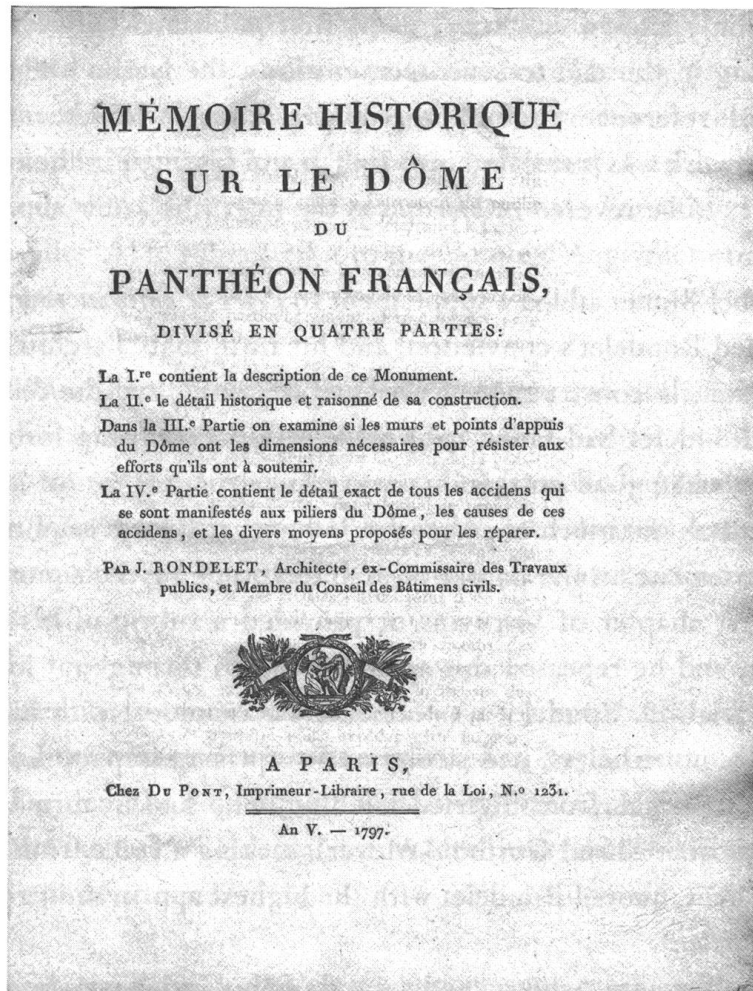 MÉMOIRE HISTORIQUE
SUR LE DÔME
DU
PANTHÉON FRANÇAIS,
DIVISÉ EN QUATRE PARTIES:
La I.re contient la description de ce Monument.
La II.e le détail historique et raisonné de sa construction.
Dans la III.e Partie on examine si les murs et points d'appuis
du Dôme ont les dimensions nécessaires pour résister aux
efforts qu'ils ont à soutenir.
La IV.e Partie contient le détail exact de tous les accidens qui
se sont manifestés aux piliers du Dôme, les causes de ces
accidens, et les divers moyens proposés pour les réparer.
PAR J. RONDELET, Architecte, ex-Commissaire des Travaux
publics, et Membre du Conseil des Bâtimens civils.
A PARIS,
Chez DU PONT, Imprimeur-Libraire, rue de la Loi, N.o 1231.
An V. — 1797.